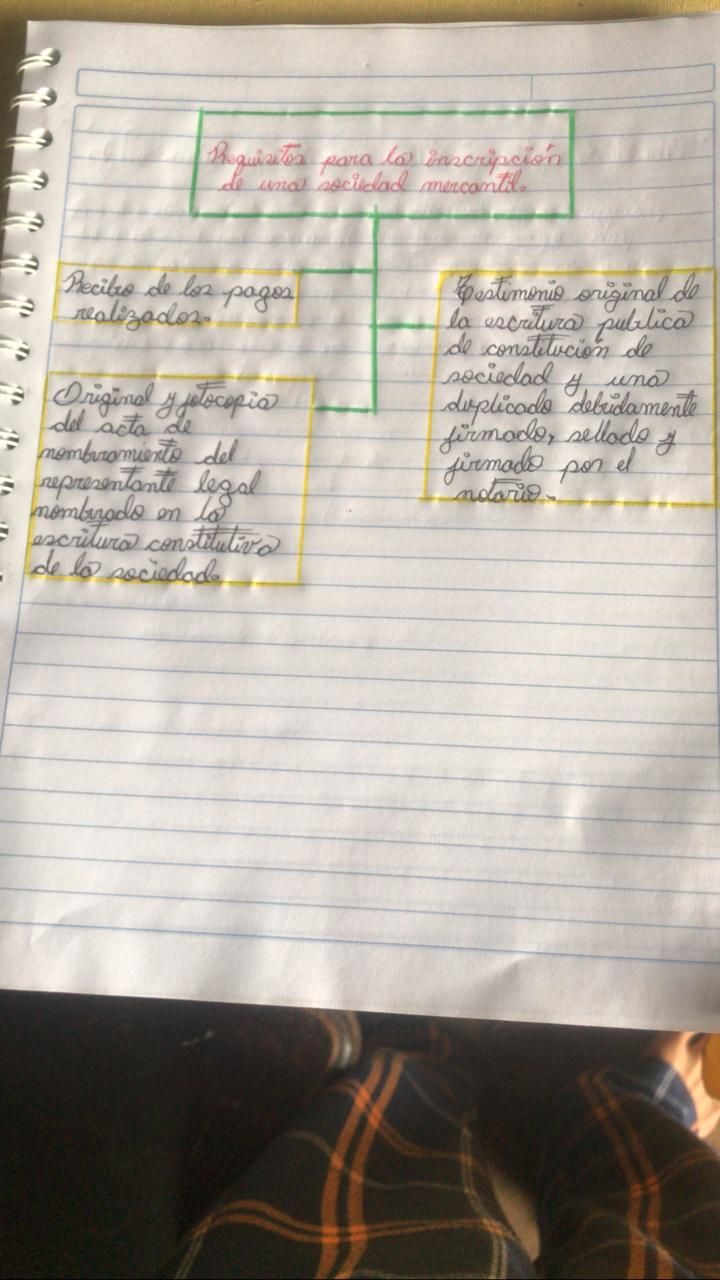 Requisitos para la inscripción
de una sociedad mercantil.
Recibo de los pagos
realizados.
Testimonio original de
la escritura publica
de constitución de
sociedad y una
duplicado debidamente
firmado, sellado y
firmado por el
notario.
Original y fotocopia
del acta de
nombramiento del
representante legal
nombrado en la
escritura constitutiva
de la sociedad.